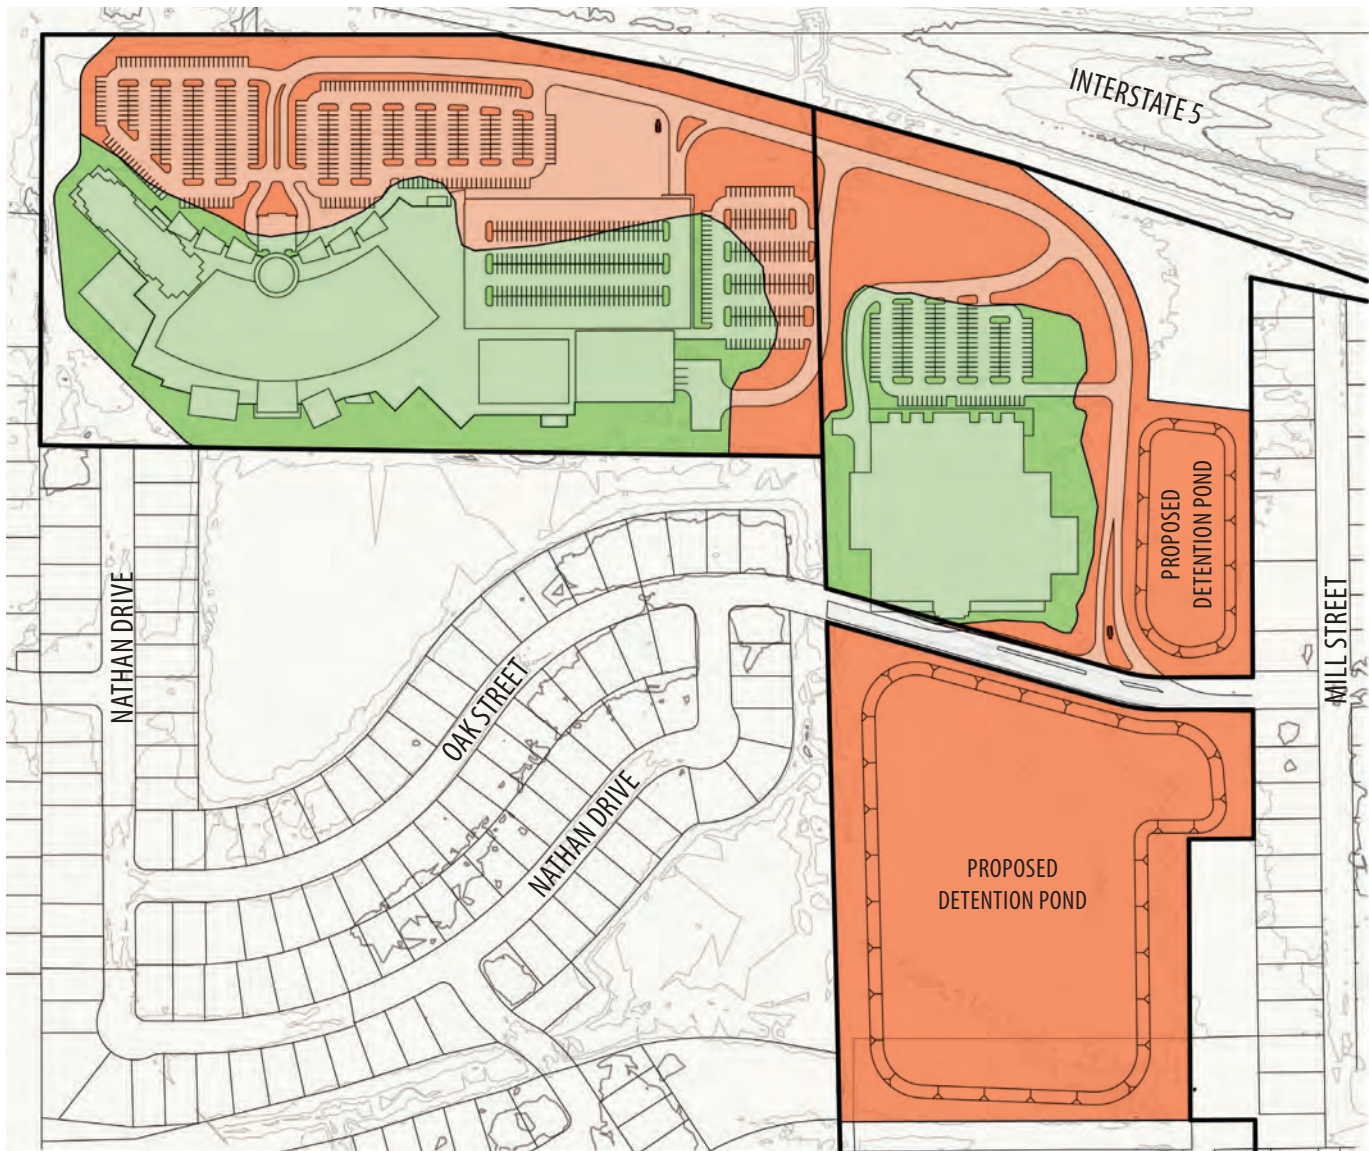 INTERSTATE 5
PROPOSED
DETENTION POND
NATHAN DRIVE
OAK STREET
NATHAN DRIVE
MILL STREET
PROPOSED
DETENTION POND